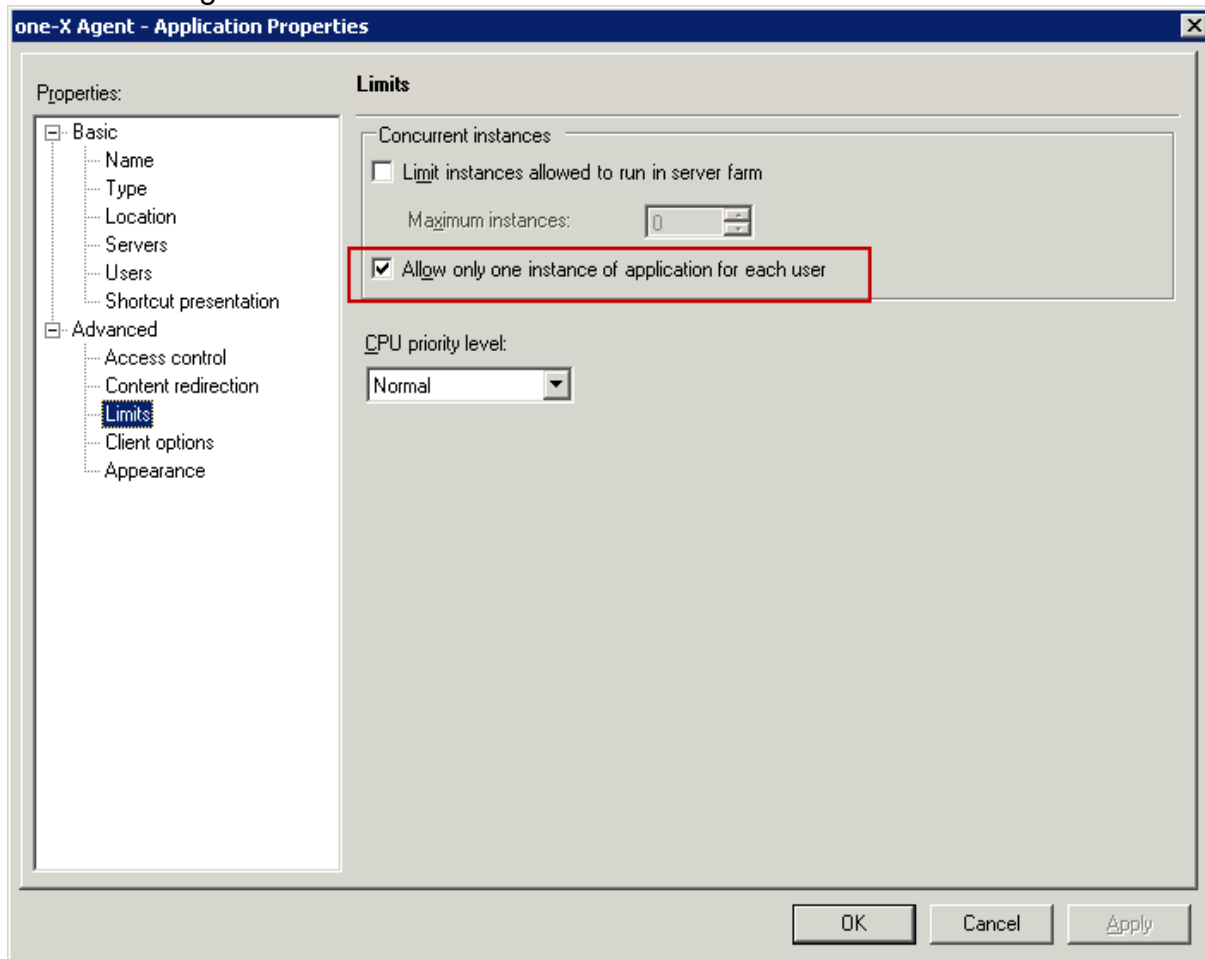 one-X Agent - Application Properties
Properties:
Basic
Name
Type
Location
Servers
Users
Shortcut presentation
Advanced
Access control
Content redirection
Limits
Client options
Appearance
Limits
Concurrent instances
Limit instances allowed to run in server farm
Maximum instances: 0
Allow only one instance of application for each user
CPU priority level:
Normal
OK Cancel Apply